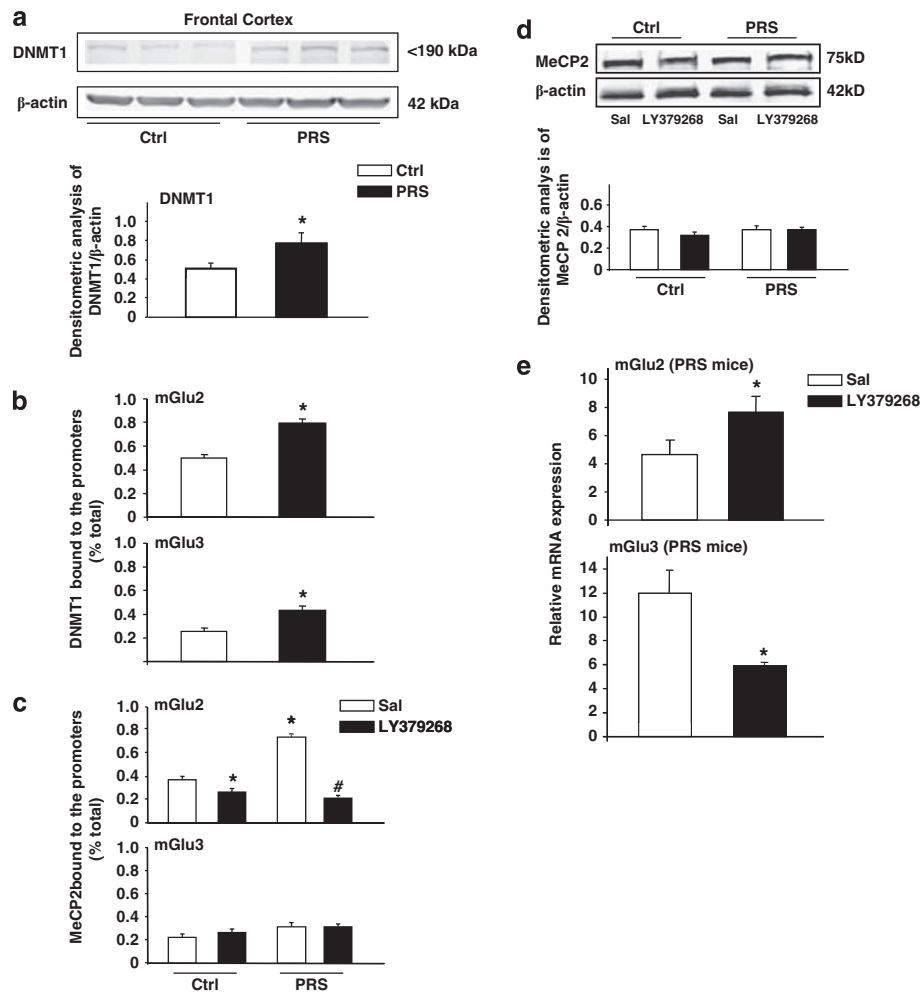 a
Frontal Cortex
DNMT1
<190 kDa
β-actin
42 kDa
Ctrl
PRS
Ctrl
PRS
Densitometric analysis of
DNMT1/β-actin
DNMT1
1.0
0.8
0.6
0.4
0.2
0
*
b
DNMT1 bound to the promoters
(% total)
mGlu2
1.0
0.8
0.6
0.4
0.2
0
*
mGlu3
1.0
0.8
0.6
0.4
0.2
*
c
MeCP2bound to the promoters
(% total)
mGlu2
Sal
LY379268
1.0
0.8
0.6
0.4
0.2
0
*
*
#
mGlu3
1.0
0.8
0.6
0.4
0.2
0
Ctrl
PRS
d
Ctrl
PRS
MeCP2
75kD
β-actin
42kD
Sal
LY379268
Sal
LY379268
Densitometric analys is of
MeCP 2/β-actin
0.6
0.4
0.2
0
Ctrl
PRS
e
Relative mRNA expression
mGlu2 (PRS mice)
Sal
LY379268
10
8
6
4
2
0
*
mGlu3 (PRS mice)
14
12
10
8
6
4
2
0
*